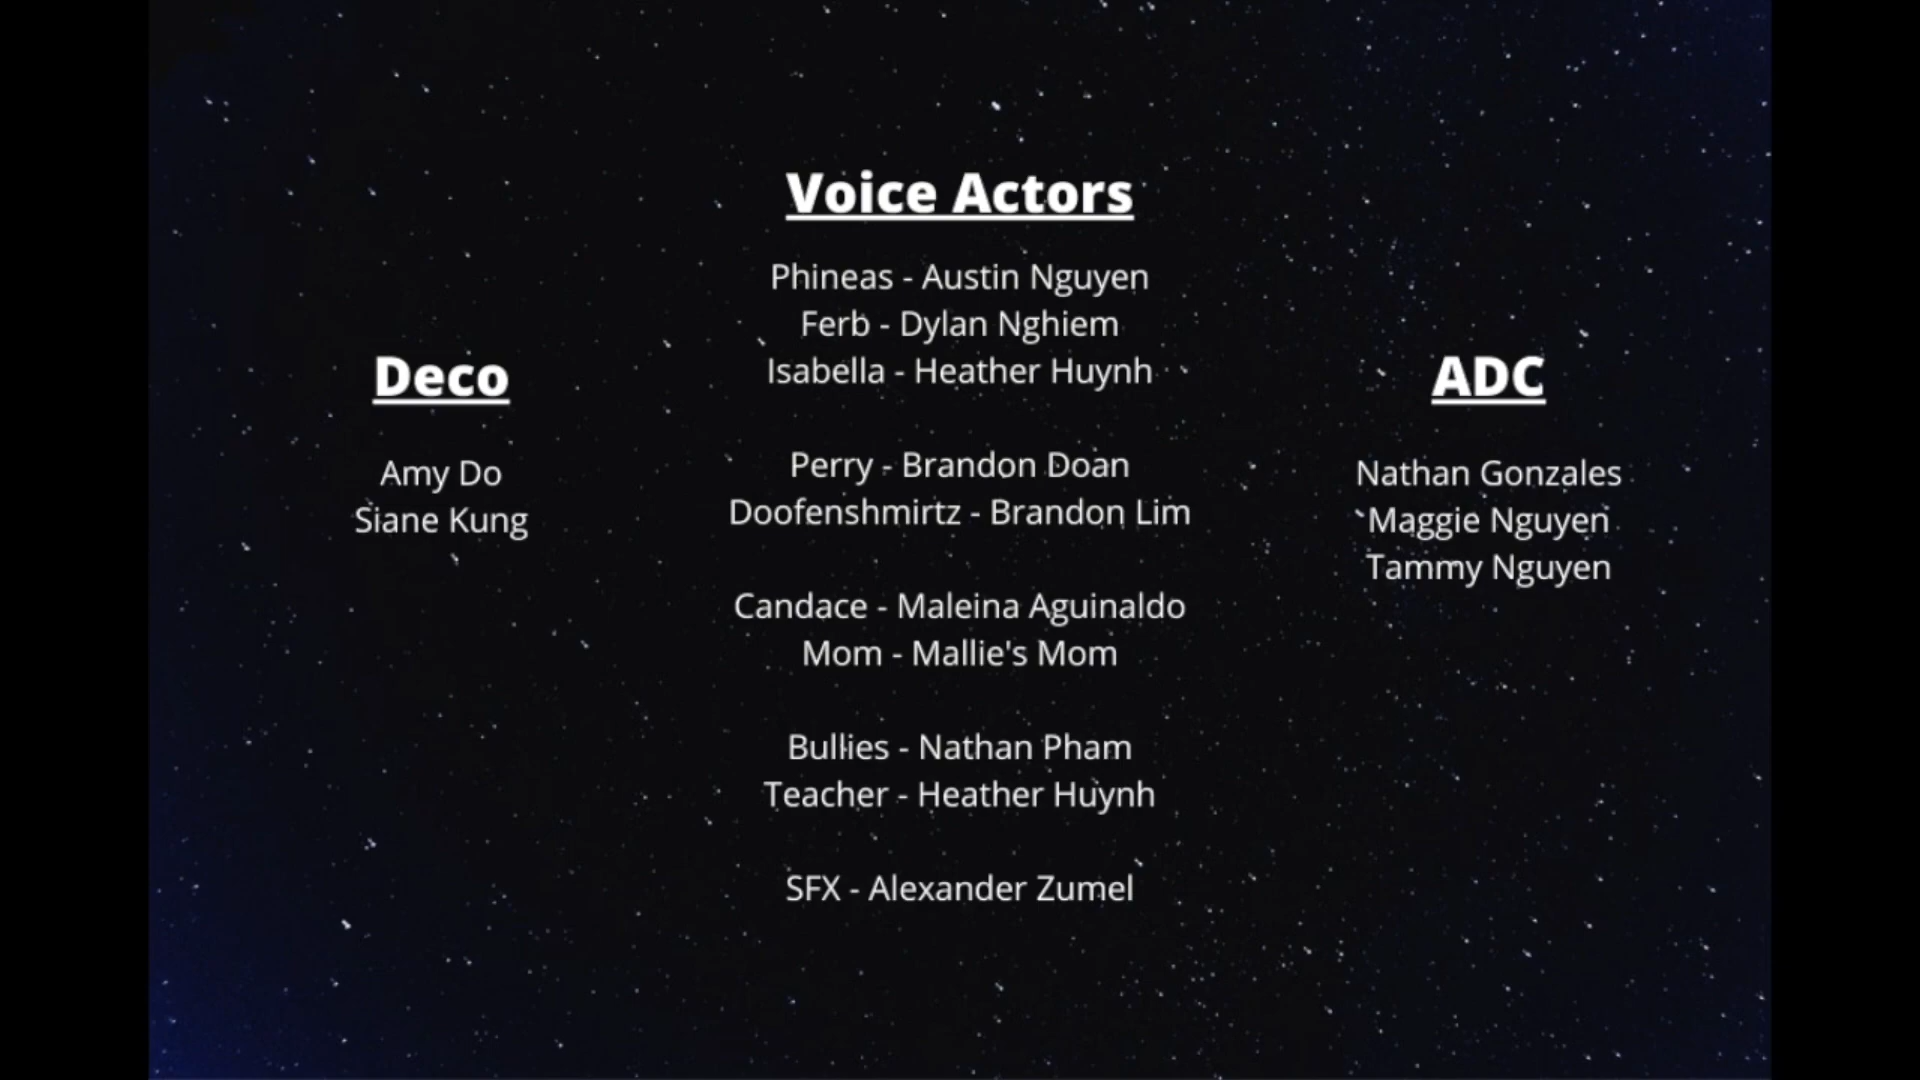 Voice Actors
Phineas - Austin Nguyen
Ferb - Dylan Nghiem
Isabella - Heather Huynh
Perry - Brandon Doan
Doofenshmirtz - Brandon Lim
Candace - Maleina Aguinaldo
Mom - Mallie's Mom
Bullies - Nathan Pham
Teacher - Heather Huynh
SFX - Alexander Zumel
Deco
Amy Do
Siane Kung
ADC
Nathan Gonzales
Maggie Nguyen
Tammy Nguyen